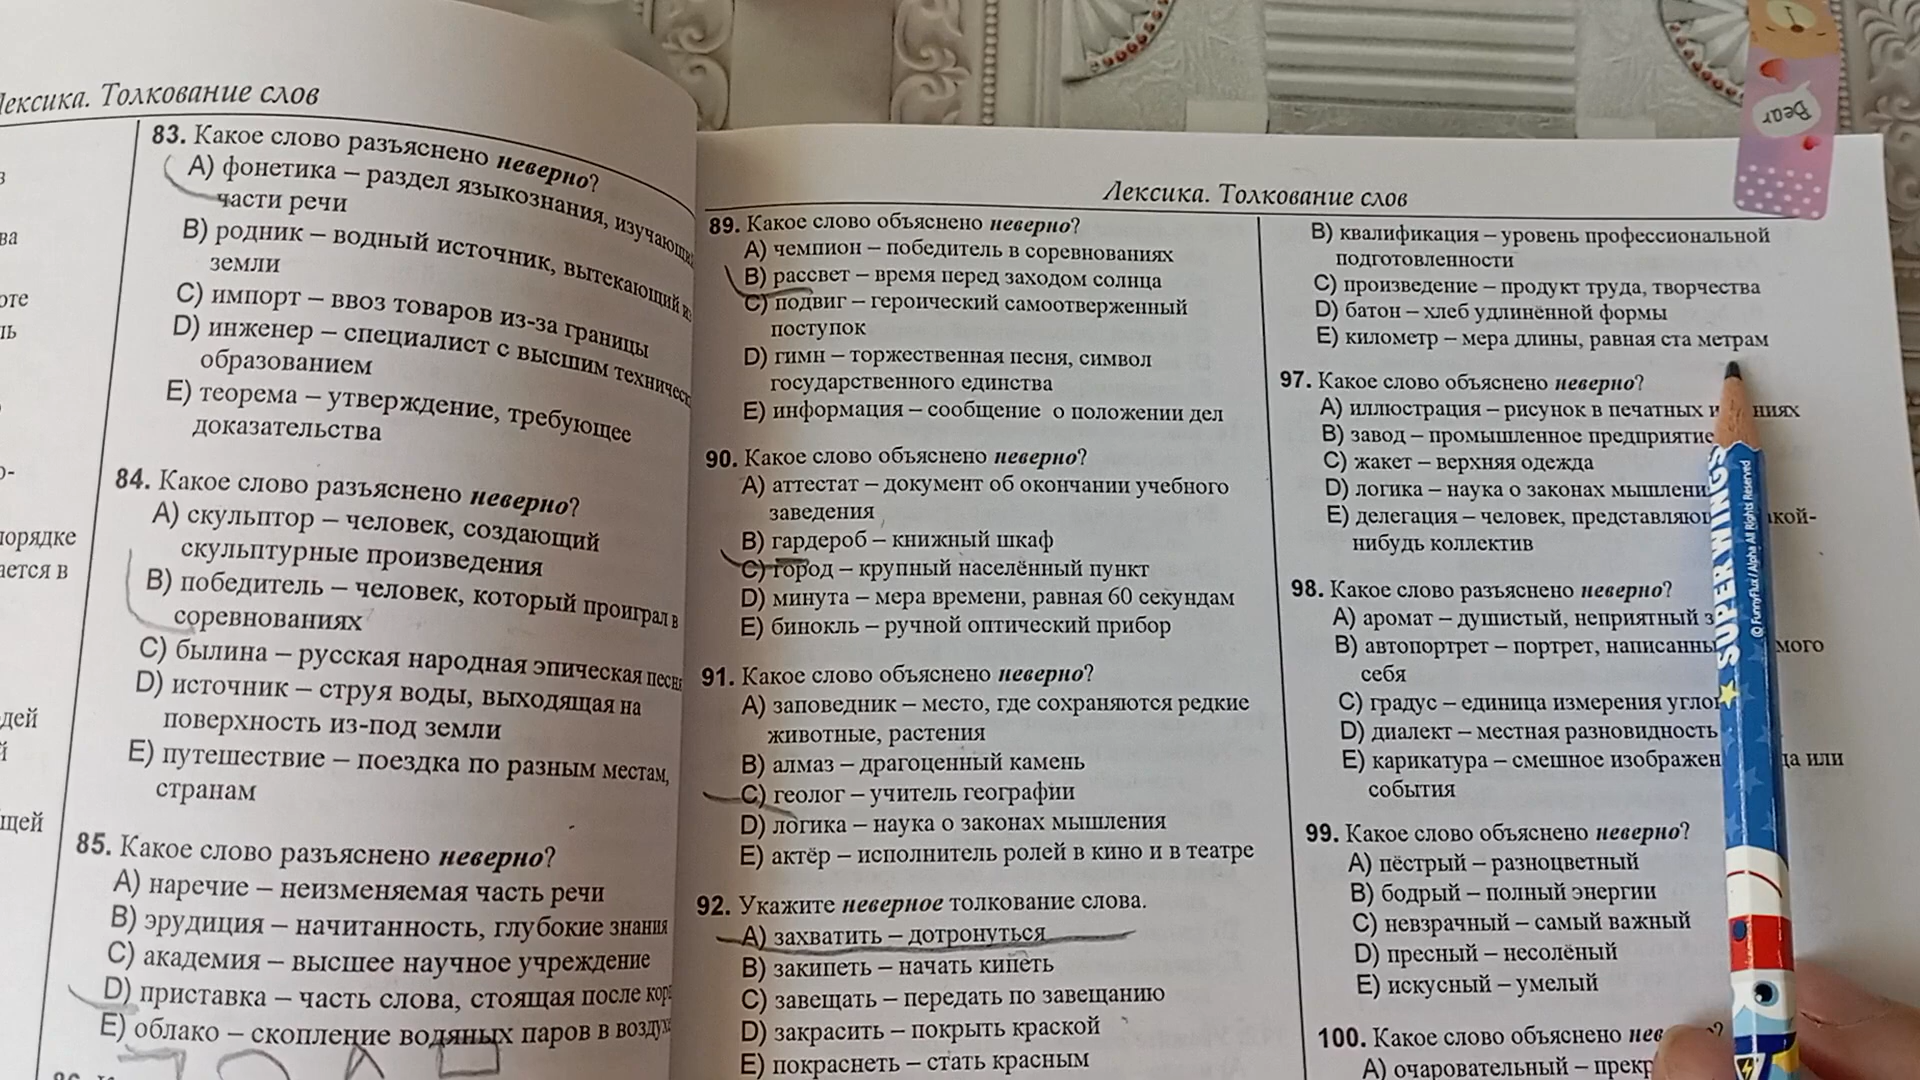 Лексика. Толкование слов
83. Какое слово разъяснено неверно?
А) фонетика – раздел языкознания,
части речи
В) родник – водный источник, вытекающий
земли
С) импорт – ввоз товаров из-за границы
D) инженер – специалист с высшим
образованием
Е) теорема – утверждение, требующее
доказательства
84. Какое слово разъяснено неверно?
А) скульптор – человек, создающий
скульптурные произведения
В) победитель – человек, который проиграл в
соревнованиях
С) былина – русская народная эпическая
D) источник – струя воды, выходящая на
поверхность из-под земли
Е) путешествие – поездка по разным местам,
странам
85. Какое слово разъяснено неверно?
А) наречие – неизменяемая часть речи
В) эрудиция – начитанность, глубокие знания
С) академия – высшее научное учреждение
D) приставка – часть слова, стоящая после
Е) облако – скопление водяных паров в
порядке
Лексика. Толкование слов
89. Какое слово объяснено неверно?
А) чемпион – победитель в соревнованиях
В) рассвет – время перед заходом солнца
С) подвиг – героический самоотверженный
поступок
D) гимн – торжественная песня, символ
государственного единства
Е) информация – сообщение о положении дел
90. Какое слово объяснено неверно?
А) аттестат – документ об окончании учебного
заведения
В) гардероб – книжный шкаф
С) город – крупный населённый пункт
D) минута – мера времени, равная 60 секундам
Е) бинокль – ручной оптический прибор
91. Какое слово объяснено неверно?
А) заповедник – место, где сохраняются редкие
животные, растения
В) алмаз – драгоценный камень
С) геолог – учитель географии
D) логика – наука о законах мышления
Е) актёр – исполнитель ролей в кино и в театре
92. Укажите неверное толкование слова.
А) захватить – дотронуться
В) закипеть – начать кипеть
С) завещать – передать по завещанию
D) закрасить – покрыть краской
Е) покраснеть – стать красным
В) квалификация – уровень профессиональной
подготовленности
С) произведение – продукт труда, творчества
D) батон – хлеб удлинённой формы
Е) километр – мера длины, равная ста метрам
97. Какое слово объяснено неверно?
А) иллюстрация – рисунок в печатных
В) завод – промышленное предприятие
С) жакет – верхняя одежда
D) логика – наука о законах
Е) делегация – человек,
нибудь коллектив
98. Какое слово разъяснено неверно?
А) аромат – душистый, неприятный
В) автопортрет – портрет,
себя
С) градус – единица измерения
D) диалект – местная разновидность
Е) карикатура – смешное или
события
99. Какое слово объяснено неверно?
А) пёстрый – разноцветный
В) бодрый – полный энергии
С) невзрачный – самый важный
D) пресный – несолёный
Е) искусный – умелый
100. Какое слово объяснено
А) очаровательный –
Bear
SUPER WINGS
© FunnyFlux / Alpha All Rights Reserved